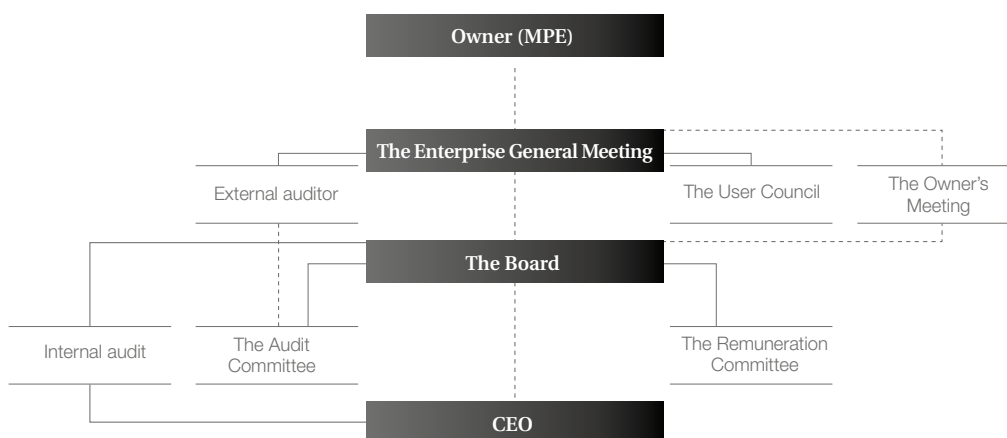 Owner (MPE)
The Enterprise General Meeting
External auditor
The User Council
The Owner’s
Meeting
The Board
Internal audit
The Audit
Committee
The Remuneration
Committee
CEO